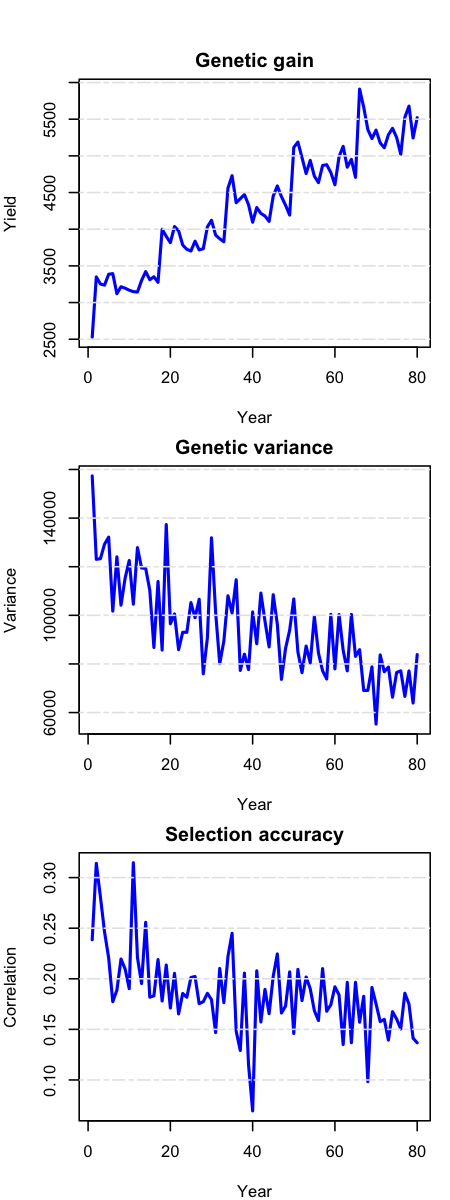 Genetic gain
Yield
5500
4500
3500
2500
0 20 40 60 80
Year
Genetic variance
Variance
140000
100000
60000
0 20 40 60 80
Year
Selection accuracy
Correlation
0.30
0.25
0.20
0.15
0.10
0 20 40 60 80
Year